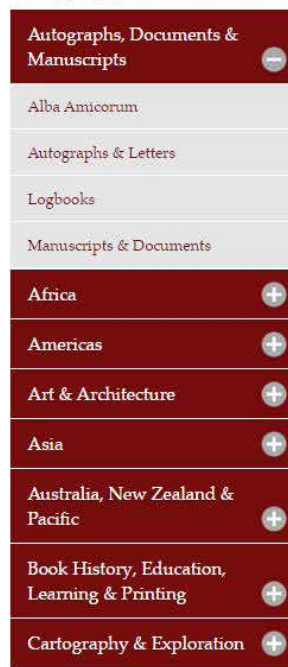 Autographs, Documents &
Manuscripts
Alba Amicorum
Autographs & Letters
Logbooks
Manuscripts & Documents
Africa
Americas
Art & Architecture
Asia
Australia, New Zealand &
Pacific
Book History, Education,
Learning & Printing
Cartography & Exploration